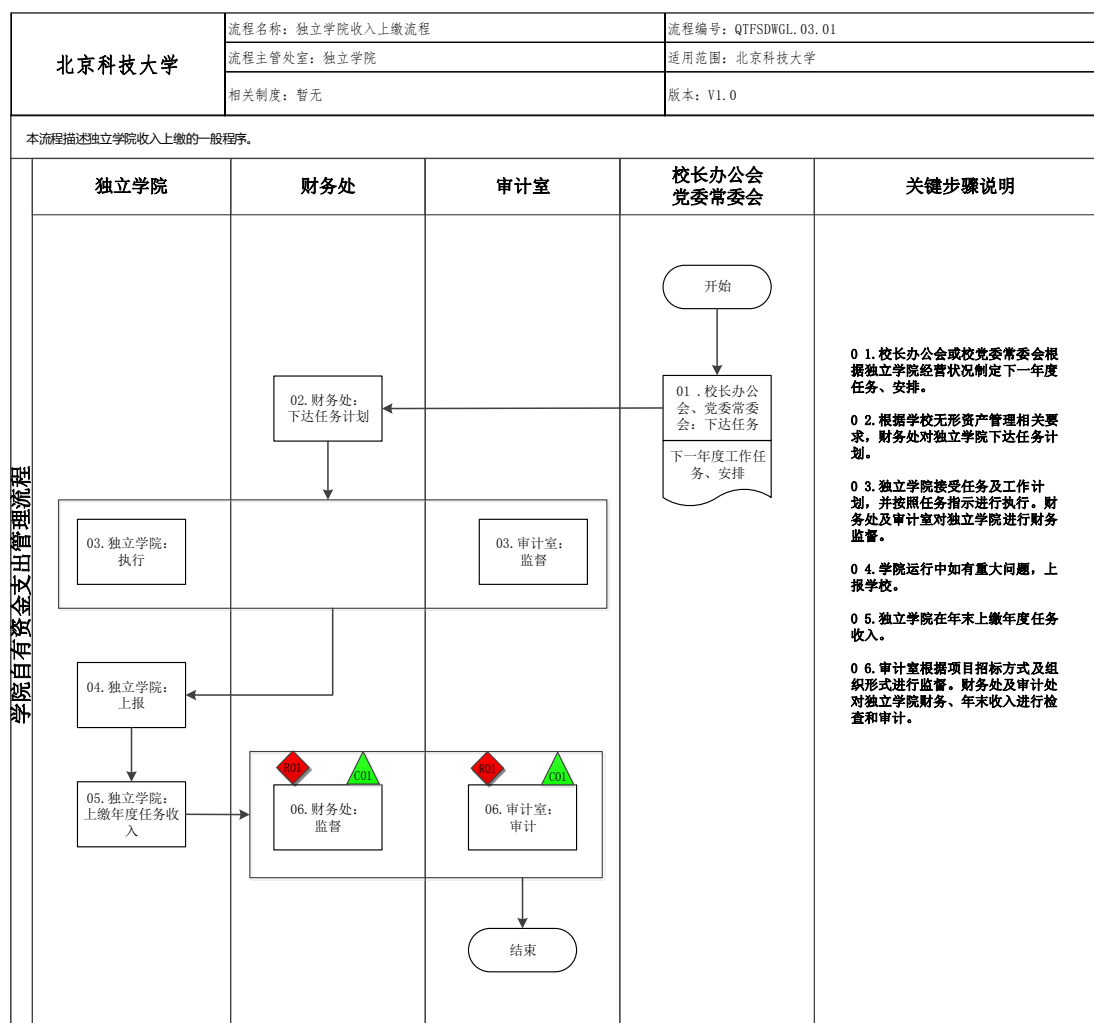 北京科技大学
流程名称：独立学院收入上缴流程
流程编号：QTFSDWGL.03.01
流程主管处室：独立学院
适用范围：北京科技大学
相关制度：暂无
版本：V1.0
本流程描述独立学院收入上缴的一般程序。
学院自有资金支出管理流程
独立学院
财务处
审计室
校长办公会
党委常委会
关键步骤说明
开始
01 .校长办公
会、党委常委
会：下达任务
下一年度工作任
务、安排
02.财务处：
下达任务计划
03.独立学院：
执行
03.审计室：
监督
04.独立学院：
上报
05.独立学院：
上缴年度任务收
入
R01
C01
06.财务处：
监督
R01
C01
06.审计室：
审计
结束
0 1.校长办公会或校党委常委会根
据独立学院经营状况制定下一年度
任务、安排。
0 2.根据学校无形资产管理相关要
求，财务处对独立学院下达任务计
划。
0 3.独立学院接受任务及工作计
划，并按照任务指示进行执行。财
务处及审计室对独立学院进行财务
监督。
0 4.学院运行中如有重大问题，上
报学校。
0 5.独立学院在年末上缴年度任务
收入。
0 6.审计室根据项目招标方式及组
织形式进行监督。财务处及审计处
对独立学院财务、年末收入进行检
查和审计。